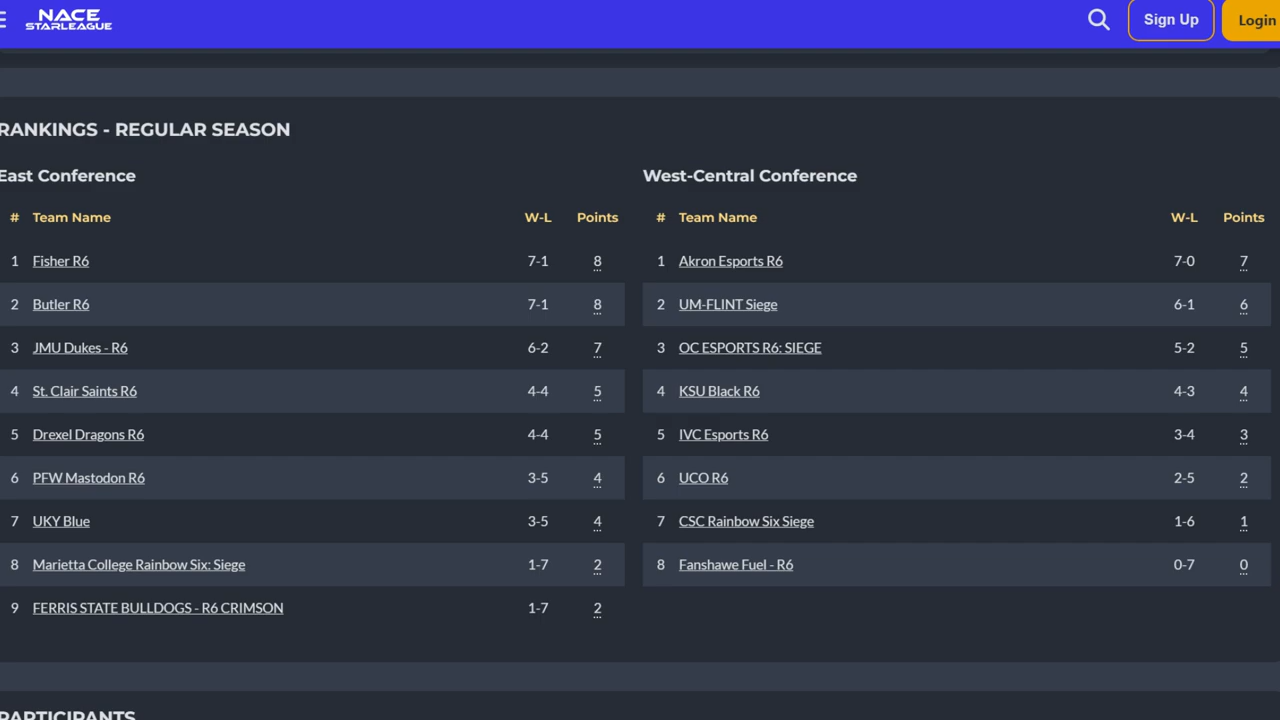 NACE
STARLEAGUE
Sign Up
Login
RANKINGS - REGULAR SEASON
East Conference
# Team Name W-L Points
1 Fisher R6 7-1 8
2 Butler R6 7-1 8
3 JMU Dukes - R6 6-2 7
4 St. Clair Saints R6 4-4 5
5 Drexel Dragons R6 4-4 5
6 PFW Mastodon R6 3-5 4
7 UKY Blue 3-5 4
8 Marietta College Rainbow Six: Siege 1-7 2
9 FERRIS STATE BULLDOGS - R6 CRIMSON 1-7 2
West-Central Conference
# Team Name W-L Points
1 Akron Esports R6 7-0 7
2 UM-FLINT Siege 6-1 6
3 OC ESPORTS R6: SIEGE 5-2 5
4 KSU Black R6 4-3 4
5 IVC Esports R6 3-4 3
6 UCO R6 2-5 2
7 CSC Rainbow Six Siege 1-6 1
8 Fanshawe Fuel - R6 0-7 0
PARTICIPANTS